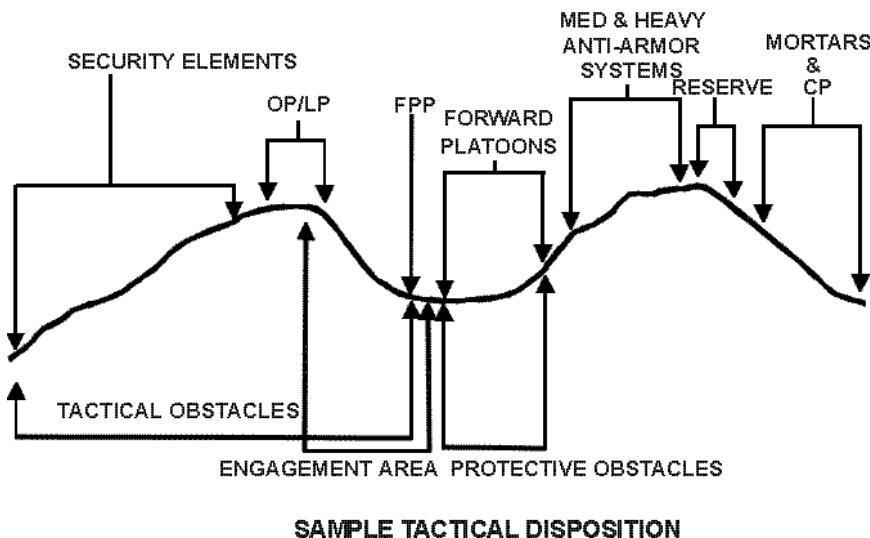 MED & HEAVY
ANTI-ARMOR
SYSTEMS
MORTARS
&
CP
SECURITY ELEMENTS
RESERVE
OP/LP
FPP
FORWARD
PLATOONS
TACTICAL OBSTACLES
ENGAGEMENT AREA
PROTECTIVE OBSTACLES
SAMPLE TACTICAL DISPOSITION